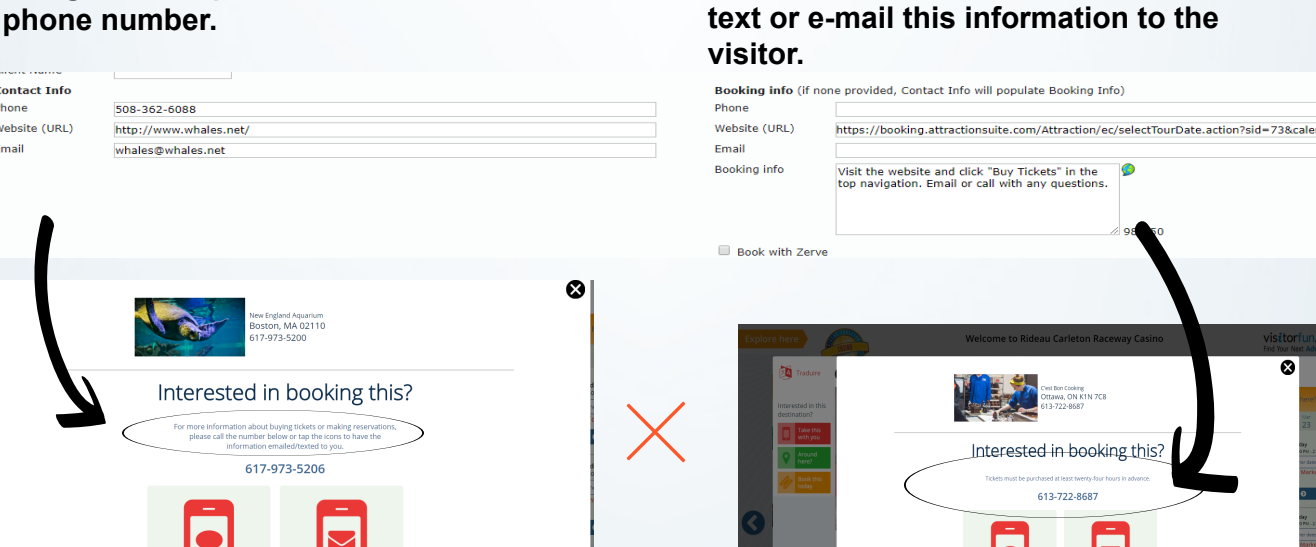 phone number.
text or e-mail this information to the
visitor.
Client Name
Contact Info
Phone
508-362-6088
Website (URL)
http://www.whales.net/
Email
whales@whales.net
Booking info (if none provided, Contact Info will populate Booking Info)
Phone
Website (URL)
https://booking.attractionsuite.com/Attraction/ec/selectTourDate.action?sid=73&cale
Email
Booking info
Visit the website and click "Buy Tickets" in the
top navigation. Email or call with any questions.
Book with Zerve
New England Aquarium
Boston, MA 02110
617-973-5200
Interested in booking this?
For more information about buying tickets or making reservations,
please call the number below or tap the icons to have the
information emailed/texted to you.
617-973-5206
Explore here
Welcome to Rideau Carleton Raceway Casino
visitorfun
Find Your Next Ad
Traduire
Interested in this
destination?
Take this
with you
Around
here?
Book this
today
C'est Bon Cooking
Ottawa, ON K1N 7C8
613-722-8687
Interested in booking this?
Tickets must be purchased at least twenty-four hours in advance.
613-722-8687
23